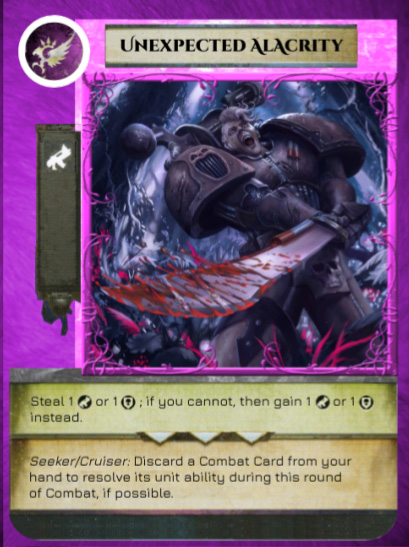 Unexpected Alacrity
Steal 1 or 1 ; if you cannot, then gain 1 or 1
instead.
Seeker/Cruiser: Discard a Combat Card from your
hand to resolve its unit ability during this round
of Combat, if possible.